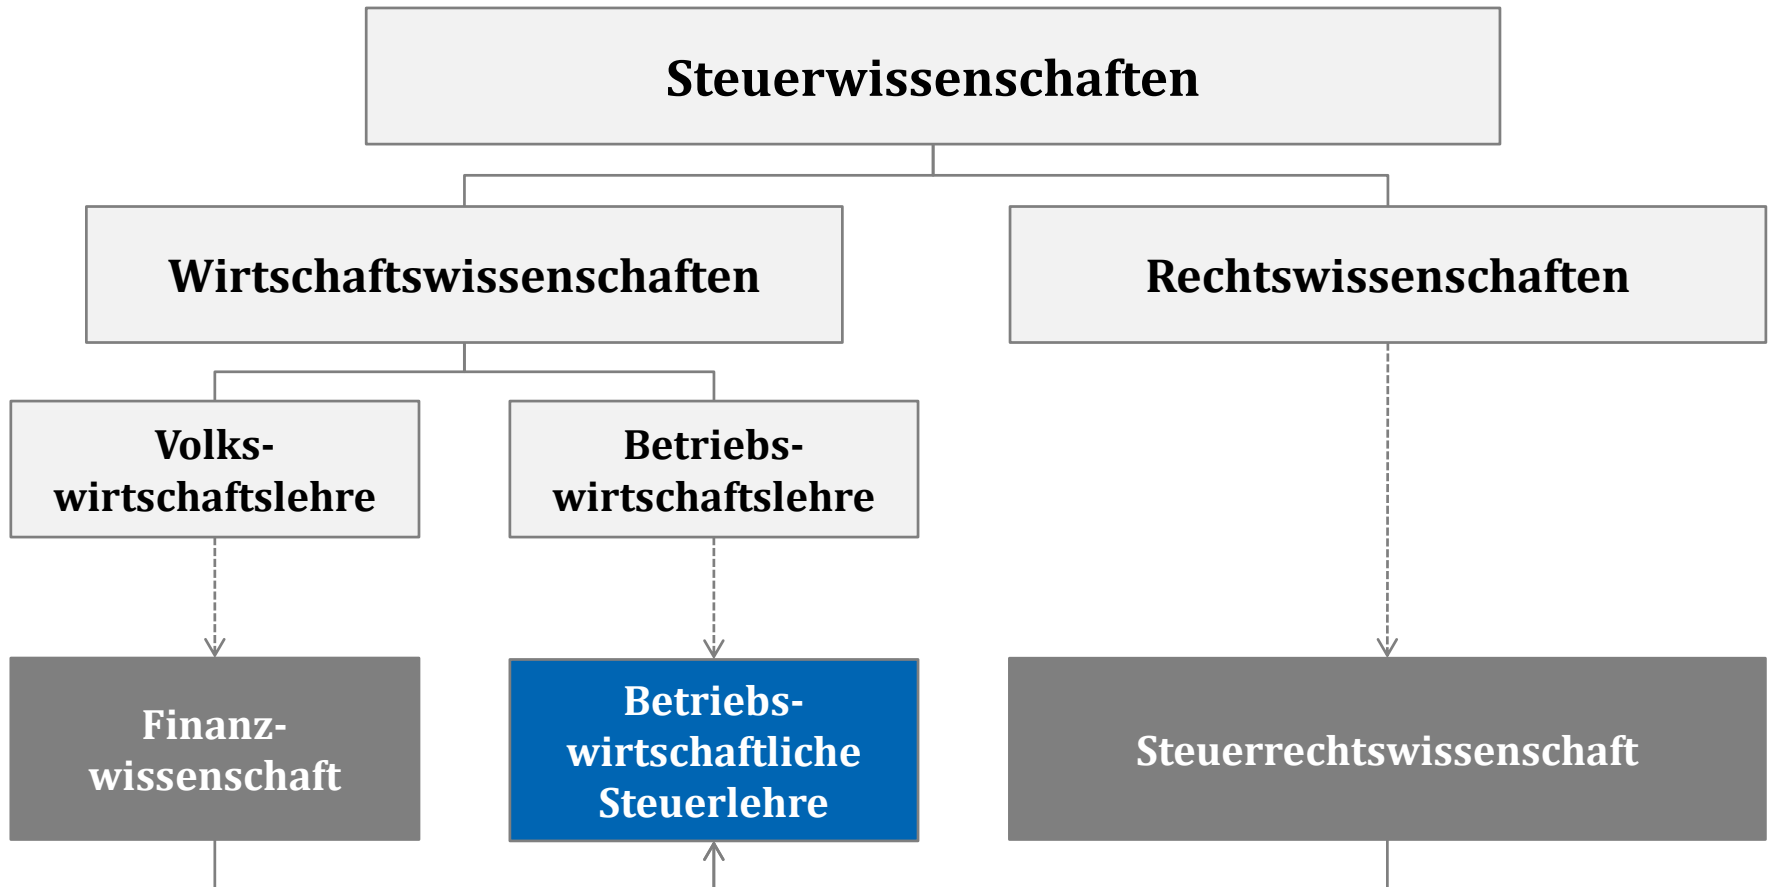 Steuerwissenschaften
Wirtschaftswissenschaften
Rechtswissenschaften
Volks-
wirtschaftslehre
Betriebs-
wirtschaftslehre
Finanz-
wissenschaft
Betriebs-
wirtschaftliche
Steuerlehre
Steuerrechtswissenschaft